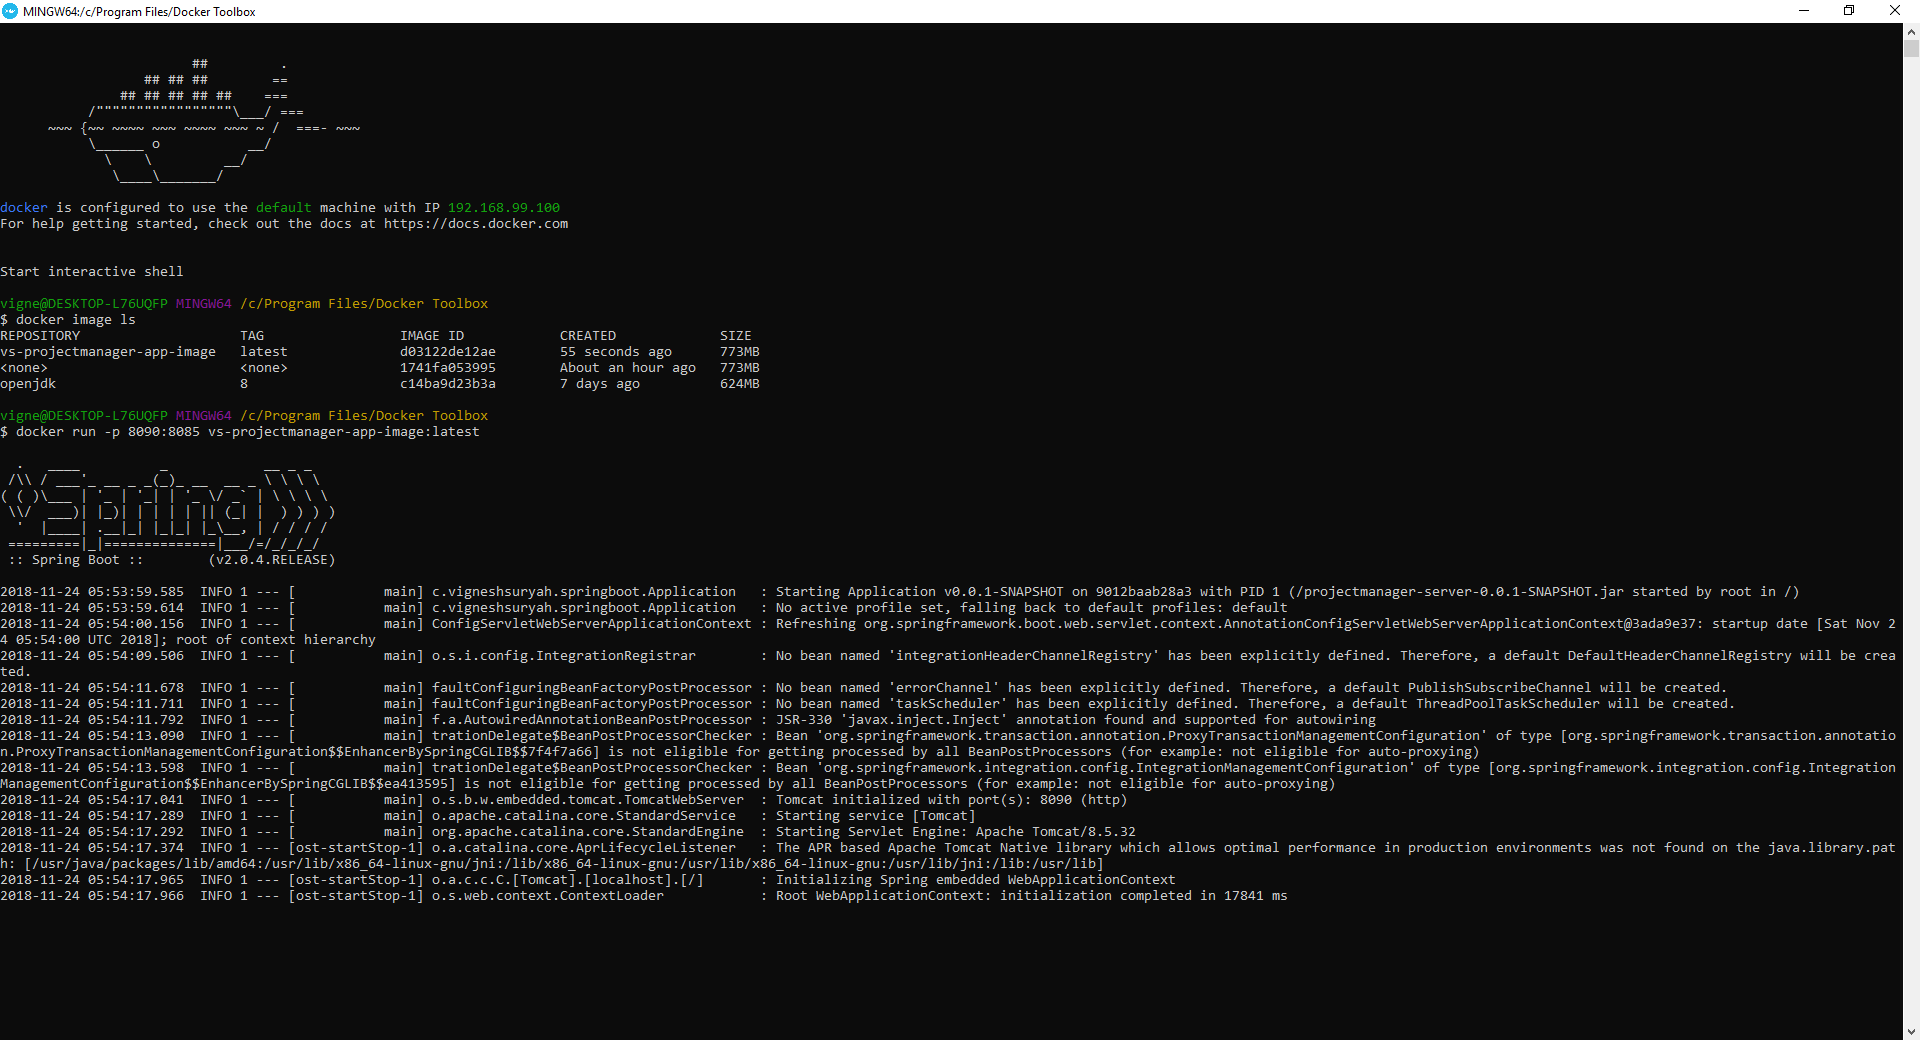 MINGW64:/c/Program Files/Docker Toolbox
                        ##         .
                  ## ## ##        ==
               ## ## ## ## ##    ===
           /"""""""""""""""""\___/ ===
      ~~~ {~~ ~~~~ ~~~ ~~~~ ~~~ ~ /  ===- ~~~
           \______ o           __/
             \    \         __/
              \____\_______/
docker is configured to use the default machine with IP 192.168.99.100
For help getting started, check out the docs at https://docs.docker.com
Start interactive shell
vigne@DESKTOP-L76UQFP MINGW64 /c/Program Files/Docker Toolbox
$ docker image ls
REPOSITORY                    TAG                 IMAGE ID            CREATED             SIZE
vs-projectmanager-app-image   latest              d03122de12ae        55 seconds ago      773MB
<none>                        <none>              1741fa053995        About an hour ago   773MB
openjdk                       8                   c14ba9d23b3a        7 days ago          624MB
vigne@DESKTOP-L76UQFP MINGW64 /c/Program Files/Docker Toolbox
$ docker run -p 8090:8085 vs-projectmanager-app-image:latest
  .   ____          _            __ _ _
 /\\ / ___'_ __ _ _(_)_ __  __ _ \ \ \ \
( ( )\___ | '_ | '_| | '_ \/ _` | \ \ \ \
 \\/  ___)| |_)| | | | | || (_| |  ) ) ) )
  '  |____| .__|_| |_|_| |_\__, | / / / /
 =========|_|==============|___/=/_/_/_/
 :: Spring Boot ::        (v2.0.4.RELEASE)
2018-11-24 05:53:59.585  INFO 1 --- [           main] c.vigneshsuryah.springboot.Application   : Starting Application v0.0.1-SNAPSHOT on 9012baab28a3 with PID 1 (/projectmanager-server-0.0.1-SNAPSHOT.jar started by root in /)
2018-11-24 05:53:59.614  INFO 1 --- [           main] c.vigneshsuryah.springboot.Application   : No active profile set, falling back to default profiles: default
2018-11-24 05:54:00.156  INFO 1 --- [           main] ConfigServletWebServerApplicationContext : Refreshing org.springframework.boot.web.servlet.context.AnnotationConfigServletWebServerApplicationContext@3ada9e37: startup date [Sat Nov 2
4 05:54:00 UTC 2018]; root of context hierarchy
2018-11-24 05:54:09.506  INFO 1 --- [           main] o.s.i.config.IntegrationRegistrar        : No bean named 'integrationHeaderChannelRegistry' has been explicitly defined. Therefore, a default DefaultHeaderChannelRegistry will be crea
ted.
2018-11-24 05:54:11.678  INFO 1 --- [           main] faultConfiguringBeanFactoryPostProcessor : No bean named 'errorChannel' has been explicitly defined. Therefore, a default PublishSubscribeChannel will be created.
2018-11-24 05:54:11.711  INFO 1 --- [           main] faultConfiguringBeanFactoryPostProcessor : No bean named 'taskScheduler' has been explicitly defined. Therefore, a default ThreadPoolTaskScheduler will be created.
2018-11-24 05:54:11.792  INFO 1 --- [           main] f.a.AutowiredAnnotationBeanPostProcessor : JSR-330 'javax.inject.Inject' annotation found and supported for autowiring
2018-11-24 05:54:13.090  INFO 1 --- [           main] trationDelegate$BeanPostProcessorChecker : Bean 'org.springframework.transaction.annotation.ProxyTransactionManagementConfiguration' of type [org.springframework.transaction.annotatio
n.ProxyTransactionManagementConfiguration$$EnhancerBySpringCGLIB$$7f4f7a66] is not eligible for getting processed by all BeanPostProcessors (for example: not eligible for auto-proxying)
2018-11-24 05:54:13.598  INFO 1 --- [           main] trationDelegate$BeanPostProcessorChecker : Bean 'org.springframework.integration.config.IntegrationManagementConfiguration' of type [org.springframework.integration.config.Integration
ManagementConfiguration$$EnhancerBySpringCGLIB$$ea413595] is not eligible for getting processed by all BeanPostProcessors (for example: not eligible for auto-proxying)
2018-11-24 05:54:17.041  INFO 1 --- [           main] o.s.b.w.embedded.tomcat.TomcatWebServer  : Tomcat initialized with port(s): 8090 (http)
2018-11-24 05:54:17.289  INFO 1 --- [           main] o.apache.catalina.core.StandardService   : Starting service [Tomcat]
2018-11-24 05:54:17.292  INFO 1 --- [           main] org.apache.catalina.core.StandardEngine  : Starting Servlet Engine: Apache Tomcat/8.5.32
2018-11-24 05:54:17.374  INFO 1 --- [ost-startStop-1] o.a.catalina.core.AprLifecycleListener   : The APR based Apache Tomcat Native library which allows optimal performance in production environments was not found on the java.library.pat
h: [/usr/java/packages/lib/amd64:/usr/lib/x86_64-linux-gnu/jni:/lib/x86_64-linux-gnu:/usr/lib/x86_64-linux-gnu:/usr/lib/jni:/lib:/usr/lib]
2018-11-24 05:54:17.965  INFO 1 --- [ost-startStop-1] o.a.c.c.C.[Tomcat].[localhost].[/]       : Initializing Spring embedded WebApplicationContext
2018-11-24 05:54:17.966  INFO 1 --- [ost-startStop-1] o.s.web.context.ContextLoader            : Root WebApplicationContext: initialization completed in 17841 ms